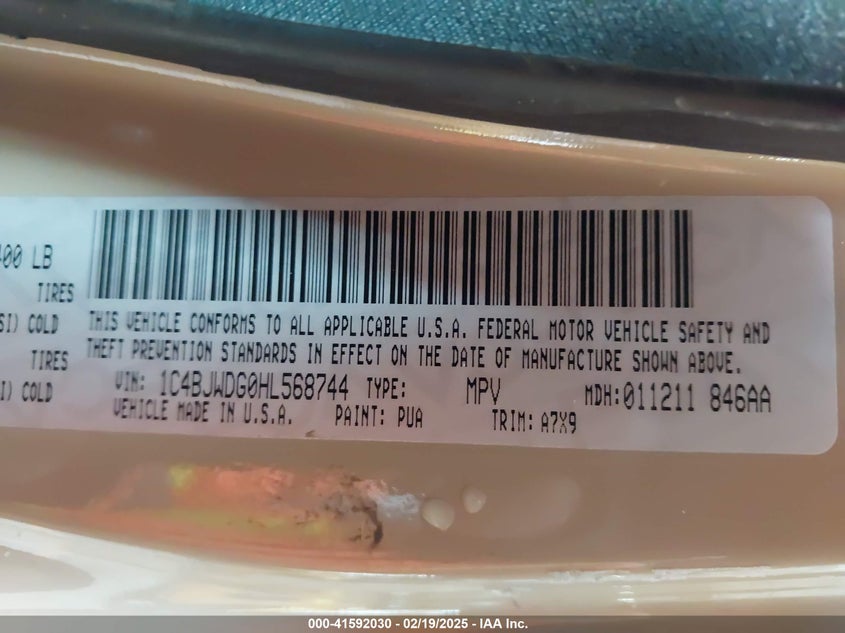 400 LB
TIRES
SI) COLD
TIRES
I) COLD
THIS VEHICLE CONFORMS TO ALL APPLICABLE U.S.A. FEDERAL MOTOR VEHICLE SAFETY AND
THEFT PREVENTION STANDARDS IN EFFECT ON THE DATE OF MANUFACTURE SHOWN ABOVE.
VIN: 1C4BJWDG0HL568744 TYPE: MPV MDH:011211 846AA
VEHICLE MADE IN U.S.A. PAINT: PUA TRIM: A7X9
000-41592030 - 02/19/2025 - IAA Inc.